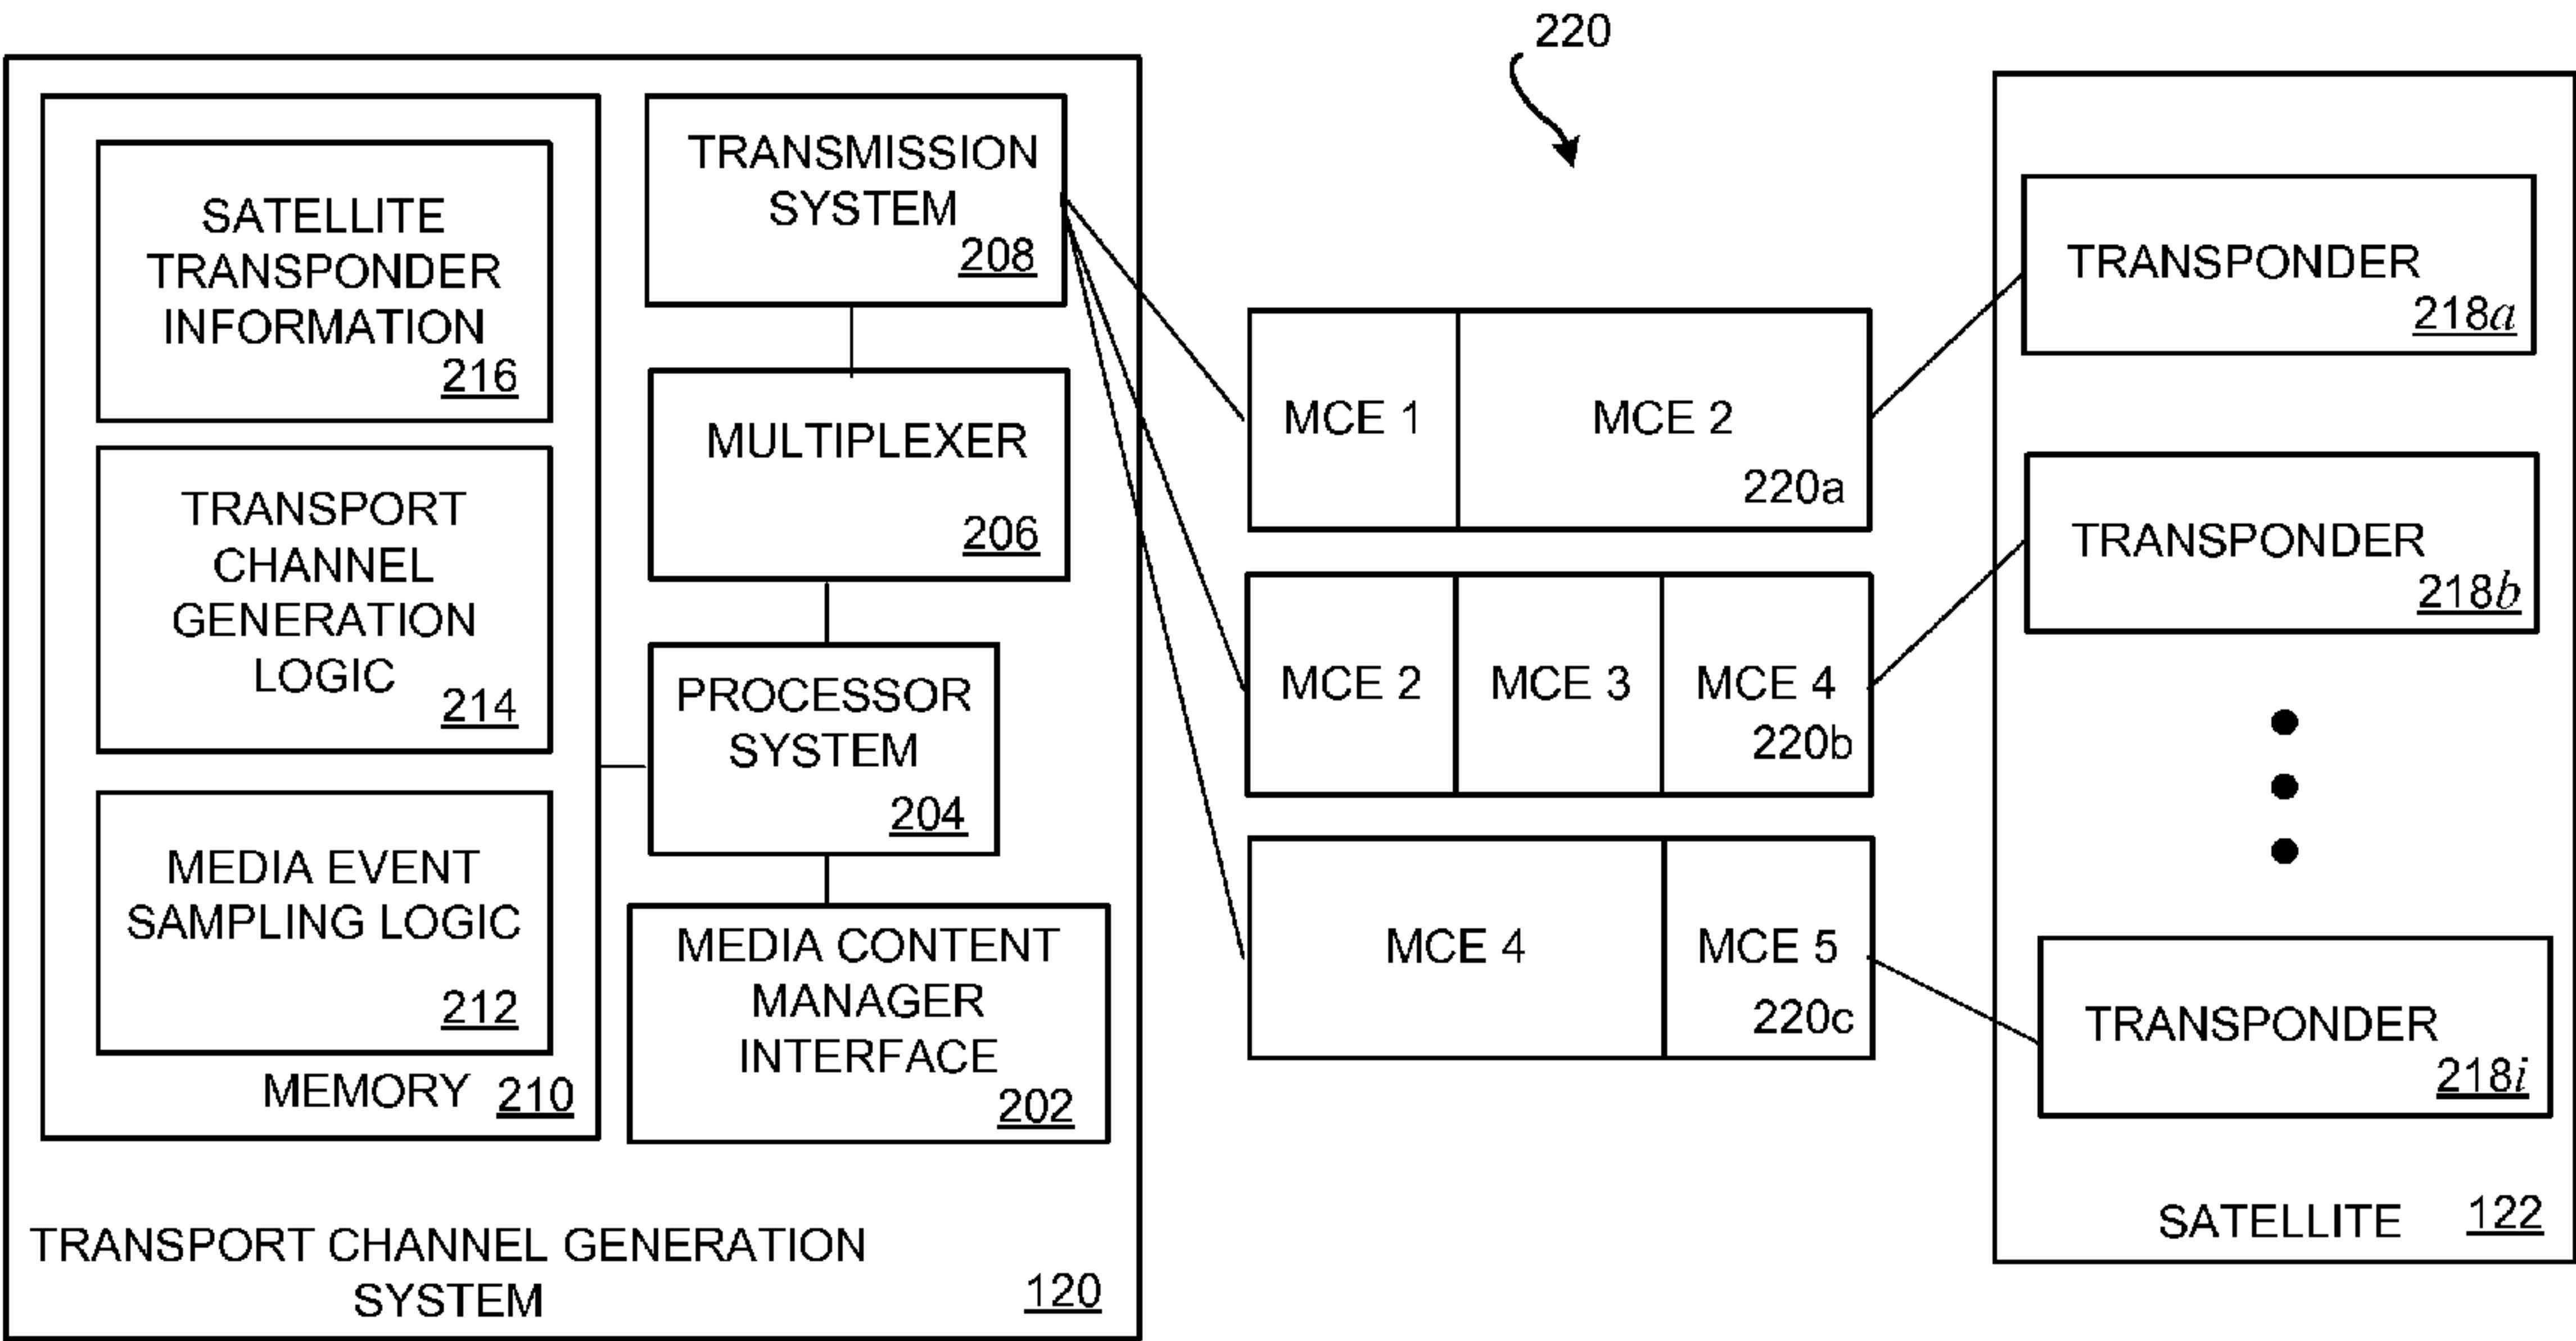 220
SATELLITE
TRANSPONDER
INFORMATION
216
TRANSPORT
CHANNEL
GENERATION
LOGIC
214
MEDIA EVENT
SAMPLING LOGIC
212
MEMORY 210
TRANSMISSION
SYSTEM
208
MULTIPLEXER
206
PROCESSOR
SYSTEM
204
MEDIA CONTENT
MANAGER
INTERFACE
202
TRANSPORT CHANNEL GENERATION
SYSTEM
120
MCE 1
MCE 2
220a
MCE 2
MCE 3
MCE 4
220b
MCE 4
MCE 5
220c
TRANSPONDER
218a
TRANSPONDER
218b
TRANSPONDER
218i
SATELLITE 122